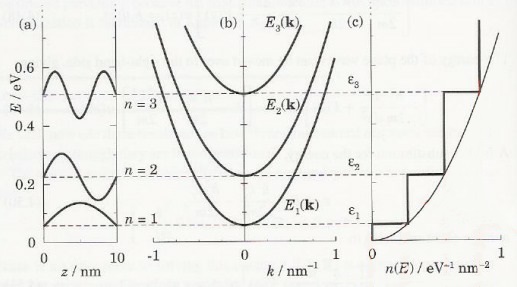 (a)
(b)
(c)
E / eV
0.6
0.4
0.2
0
n = 3
n = 2
n = 1
E3(k)
E2(k)
E1(k)
ε3
ε2
ε1
0
10
z / nm
-1
0
1
k / nm⁻¹
0
1
n(E) / eV⁻¹ nm⁻²